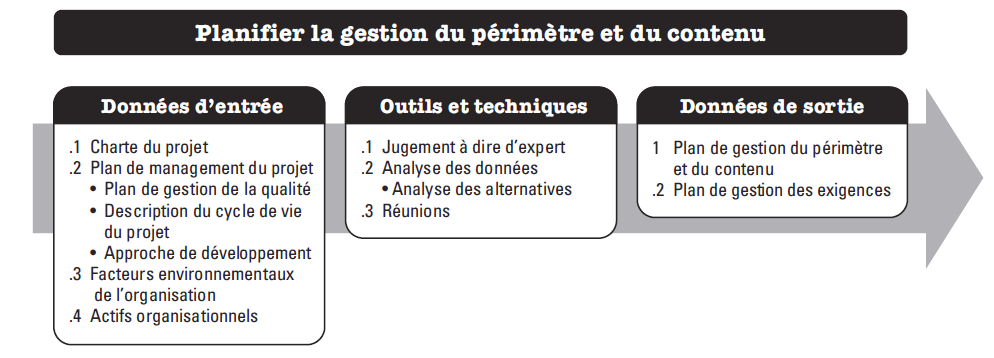 Planifier la gestion du périmètre et du contenu
Données d'entrée
.1 Charte du projet
.2 Plan de management du projet
• Plan de gestion de la qualité
• Description du cycle de vie
du projet
• Approche de développement
.3 Facteurs environnementaux
de l'organisation
.4 Actifs organisationnels
Outils et techniques
.1 Jugement à dire d'expert
.2 Analyse des données
• Analyse des alternatives
.3 Réunions
Données de sortie
1 Plan de gestion du périmètre
et du contenu
.2 Plan de gestion des exigences